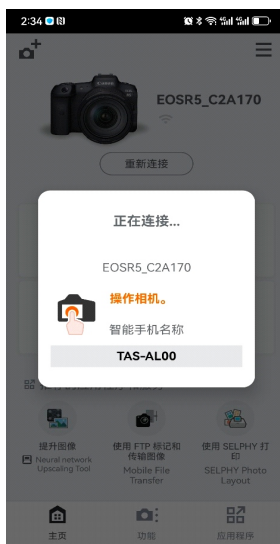 2:34
EOSR5_C2A170
重新连接
正在连接...
EOSR5_C2A170
操作相机。
智能手机名称
TAS-AL00
提升图像
Neural network
Upscaling Tool
使用 FTP 标记和
传输图像
Mobile File
Transfer
使用 SELPHY 打
印
SELPHY Photo
Layout
主页
功能
应用程序